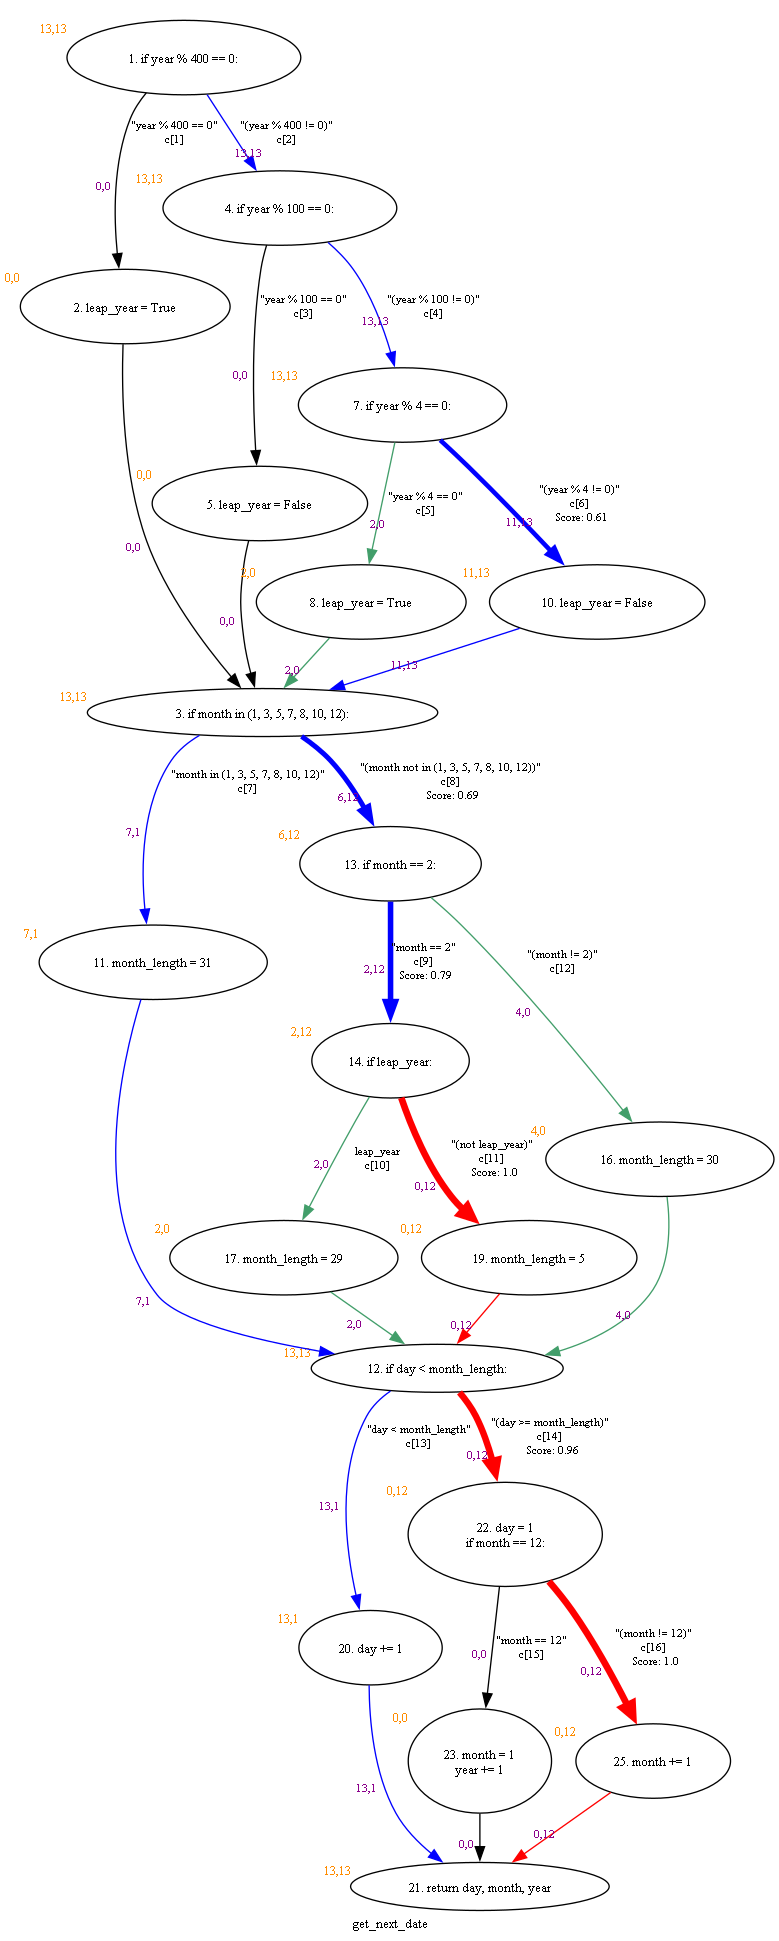 13,13
1. if year % 400 == 0:
"year % 400 == 0"
c[1]
"(year % 400 != 0)"
c[2]
0,0
13,13
13,13
4. if year % 100 == 0:
0,0
2. leap_year = True
"year % 100 == 0"
c[3]
"(year % 100 != 0)"
c[4]
13,13
0,0
13,13
7. if year % 4 == 0:
0,0
5. leap_year = False
"year % 4 == 0"
c[5]
"(year % 4 != 0)"
c[6]
Score: 0.61
2,0
11,13
0,0
2,0
8. leap_year = True
11,13
10. leap_year = False
0,0
2,0
11,13
13,13
3. if month in (1, 3, 5, 7, 8, 10, 12):
"month in (1, 3, 5, 7, 8, 10, 12)"
c[7]
"(month not in (1, 3, 5, 7, 8, 10, 12))"
c[8]
Score: 0.69
7,1
6,12
6,12
13. if month == 2:
7,1
11. month_length = 31
"month == 2"
c[9]
Score: 0.79
"(month != 2)"
c[12]
2,12
4,0
2,12
14. if leap_year:
leap_year
c[10]
"(not leap_year)"
c[11]
Score: 1.0
2,0
0,12
4,0
16. month_length = 30
2,0
17. month_length = 29
0,12
19. month_length = 5
7,1
2,0
0,12
4,0
13,13
12. if day < month_length:
"day < month_length"
c[13]
"(day >= month_length)"
c[14]
Score: 0.96
13,1
0,12
0,12
22. day = 1
if month == 12:
13,1
20. day += 1
"month == 12"
c[15]
"(month != 12)"
c[16]
Score: 1.0
0,0
0,12
0,0
23. month = 1
year += 1
0,12
25. month += 1
13,1
0,0
0,12
13,13
21. return day, month, year
get_next_date